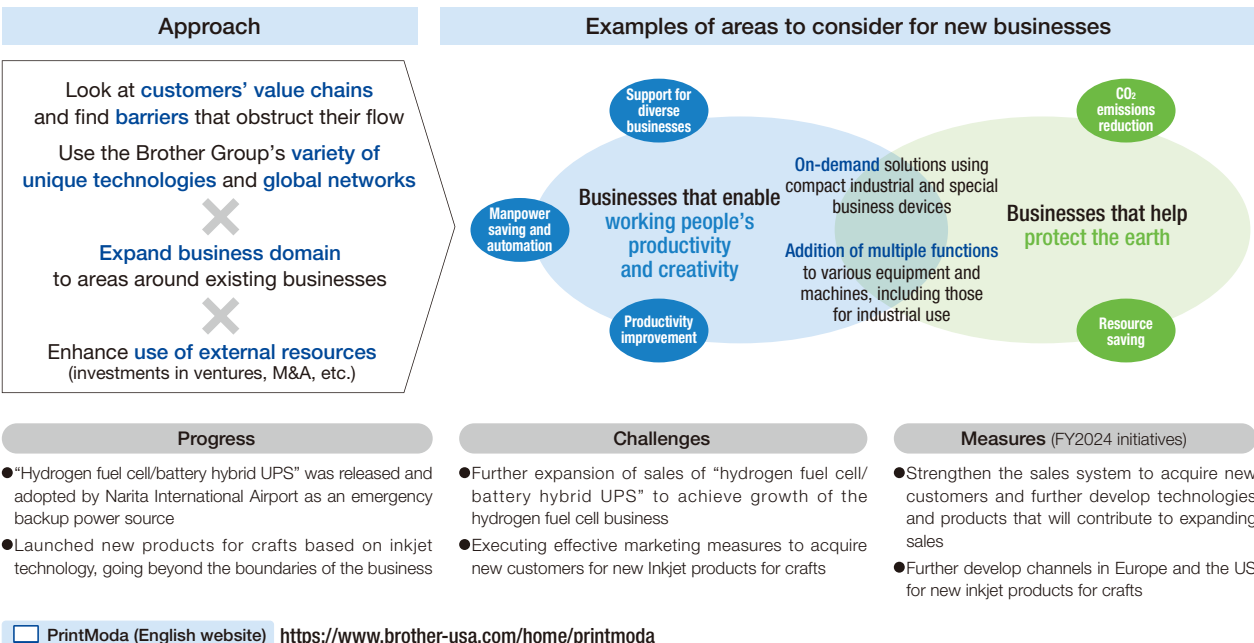 Approach
Look at customers' value chains
and find barriers that obstruct their flow
Use the Brother Group's variety of
unique technologies and global networks
Expand business domain
to areas around existing businesses
Enhance use of external resources
(investments in ventures, M&A, etc.)
Examples of areas to consider for new businesses
Support for
diverse
businesses
Manpower
saving and
automation
Productivity
improvement
Businesses that enable
working people's
productivity
and creativity
On-demand solutions using
compact industrial and special
business devices
Addition of multiple functions
to various equipment and
machines, including those
for industrial use
Businesses that help
protect the earth
CO₂
emissions
reduction
Resource
saving
Progress
●"Hydrogen fuel cell/battery hybrid UPS" was released and
adopted by Narita International Airport as an emergency
backup power source
●Launched new products for crafts based on inkjet
technology, going beyond the boundaries of the business
Challenges
●Further expansion of sales of "hydrogen fuel cell/
battery hybrid UPS" to achieve growth of the
hydrogen fuel cell business
●Executing effective marketing measures to acquire
new customers for new Inkjet products for crafts
Measures (FY2024 initiatives)
●Strengthen the sales system to acquire new
customers and further develop technologies
and products that will contribute to expanding
sales
●Further develop channels in Europe and the US
for new inkjet products for crafts
PrintModa (English website) https://www.brother-usa.com/home/printmoda